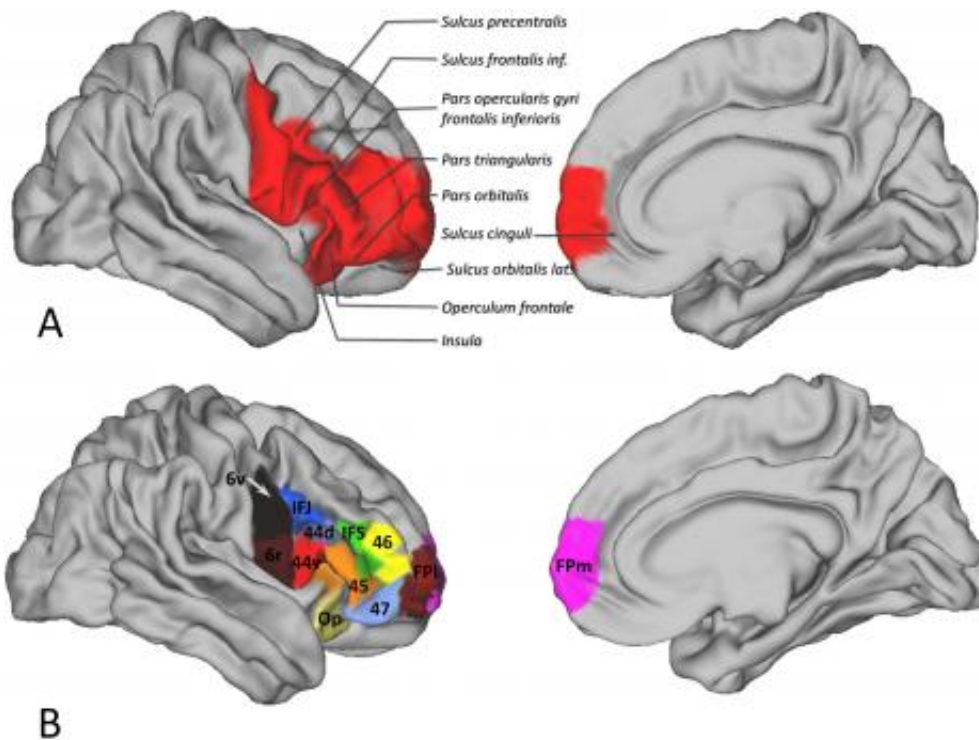 Sulcus precentralis
Sulcus frontalis inf.
Pars opercularis gyri
frontalis inferioris
Pars triangularis
Pars orbitalis
Sulcus cinguli
Sulcus orbitalis lat.
Operculum frontale
Insula
A
6v
IFJ
44d
IFS
46
6r
44v
FPl
FPm
45
47
Op
B